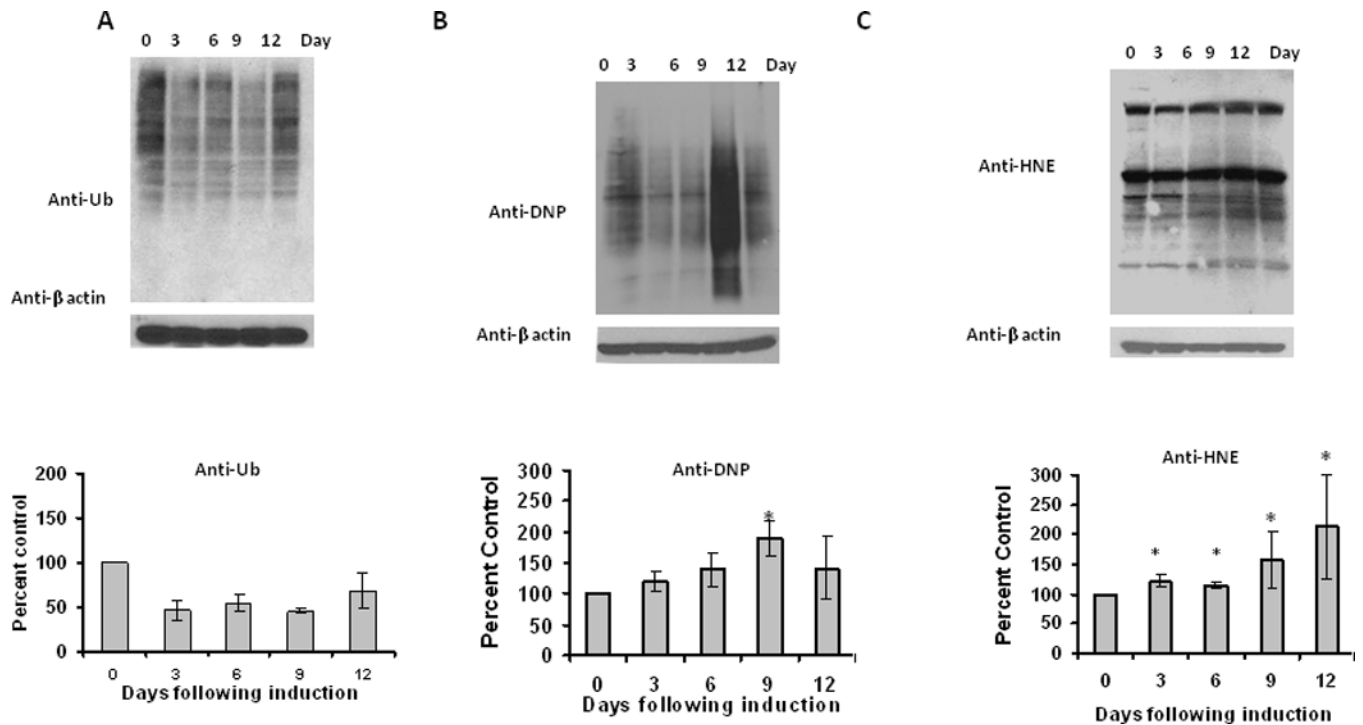 A
0 3 6 9 12 Day
Anti-Ub
Anti-β actin
200
150
100
50
0
Percent control
Anti-Ub
0 3 6 9 12
Days following induction
B
0 3 6 9 12 Day
Anti-DNP
Anti-β actin
300
250
200
150
100
50
0
Percent Control
Anti-DNP
*
0 3 6 9 12
Days following induction
C
0 3 6 9 12 Day
Anti-HNE
Anti-β actin
300
250
200
150
100
50
0
Percent Control
Anti-HNE
* * * *
0 3 6 9 12
Days following induction